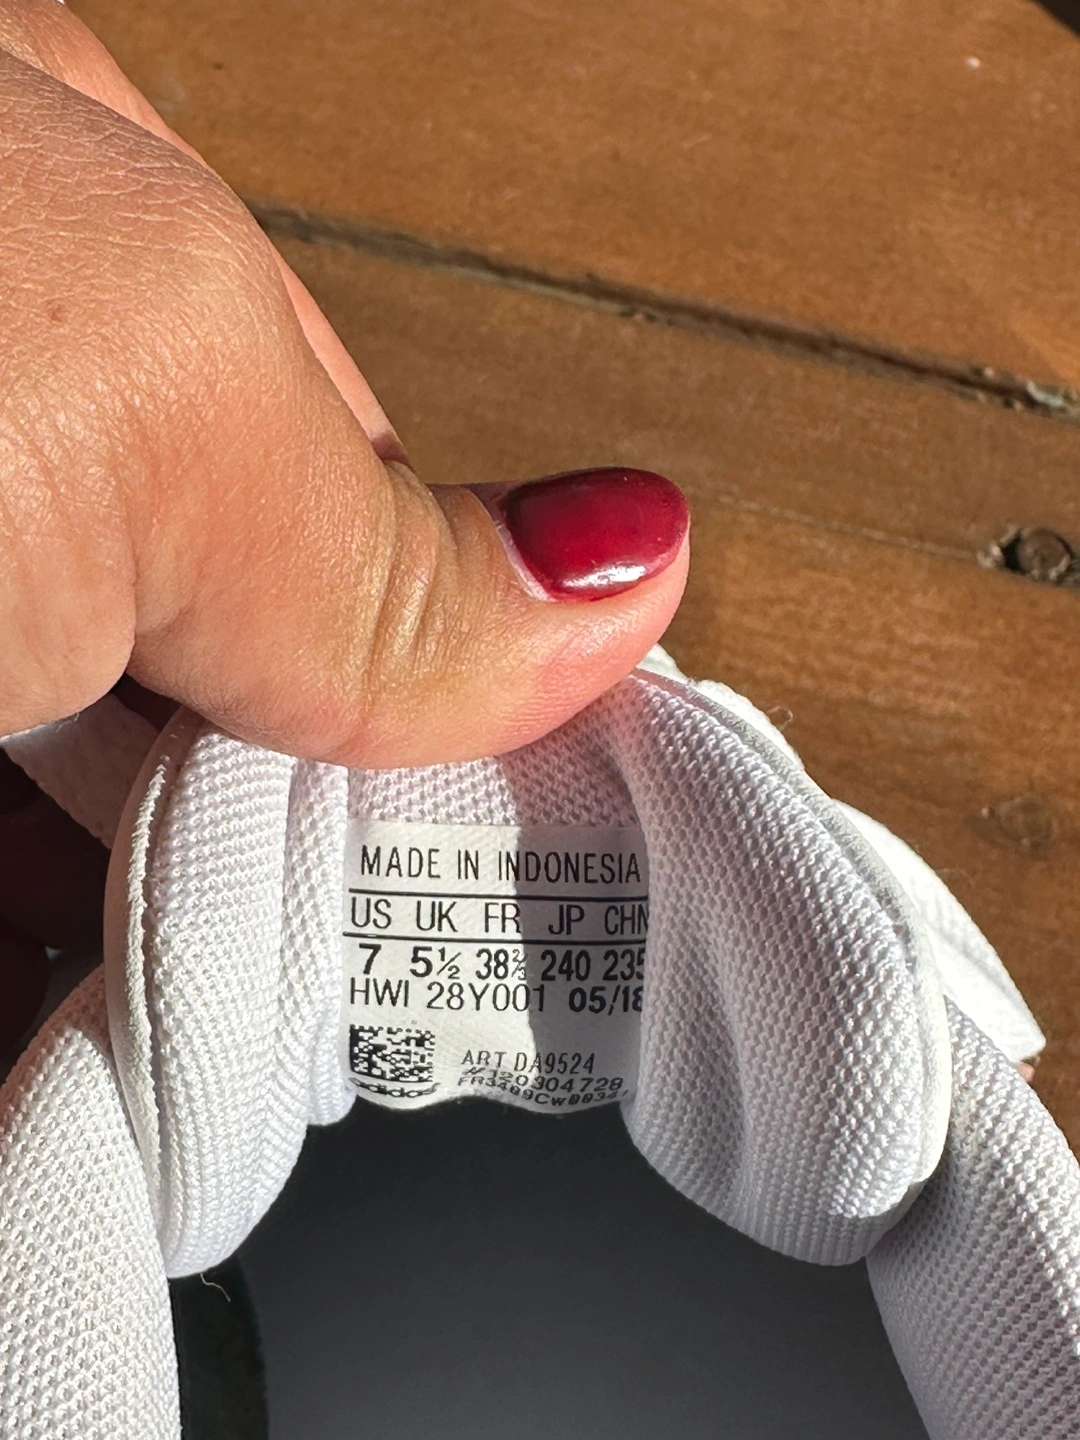 MADE IN INDONESIA
US UK FR JP CHN
7 5½ 38⅔ 240 235
HWI 28Y001 05/18
ART DA9524
#120304728
adidas